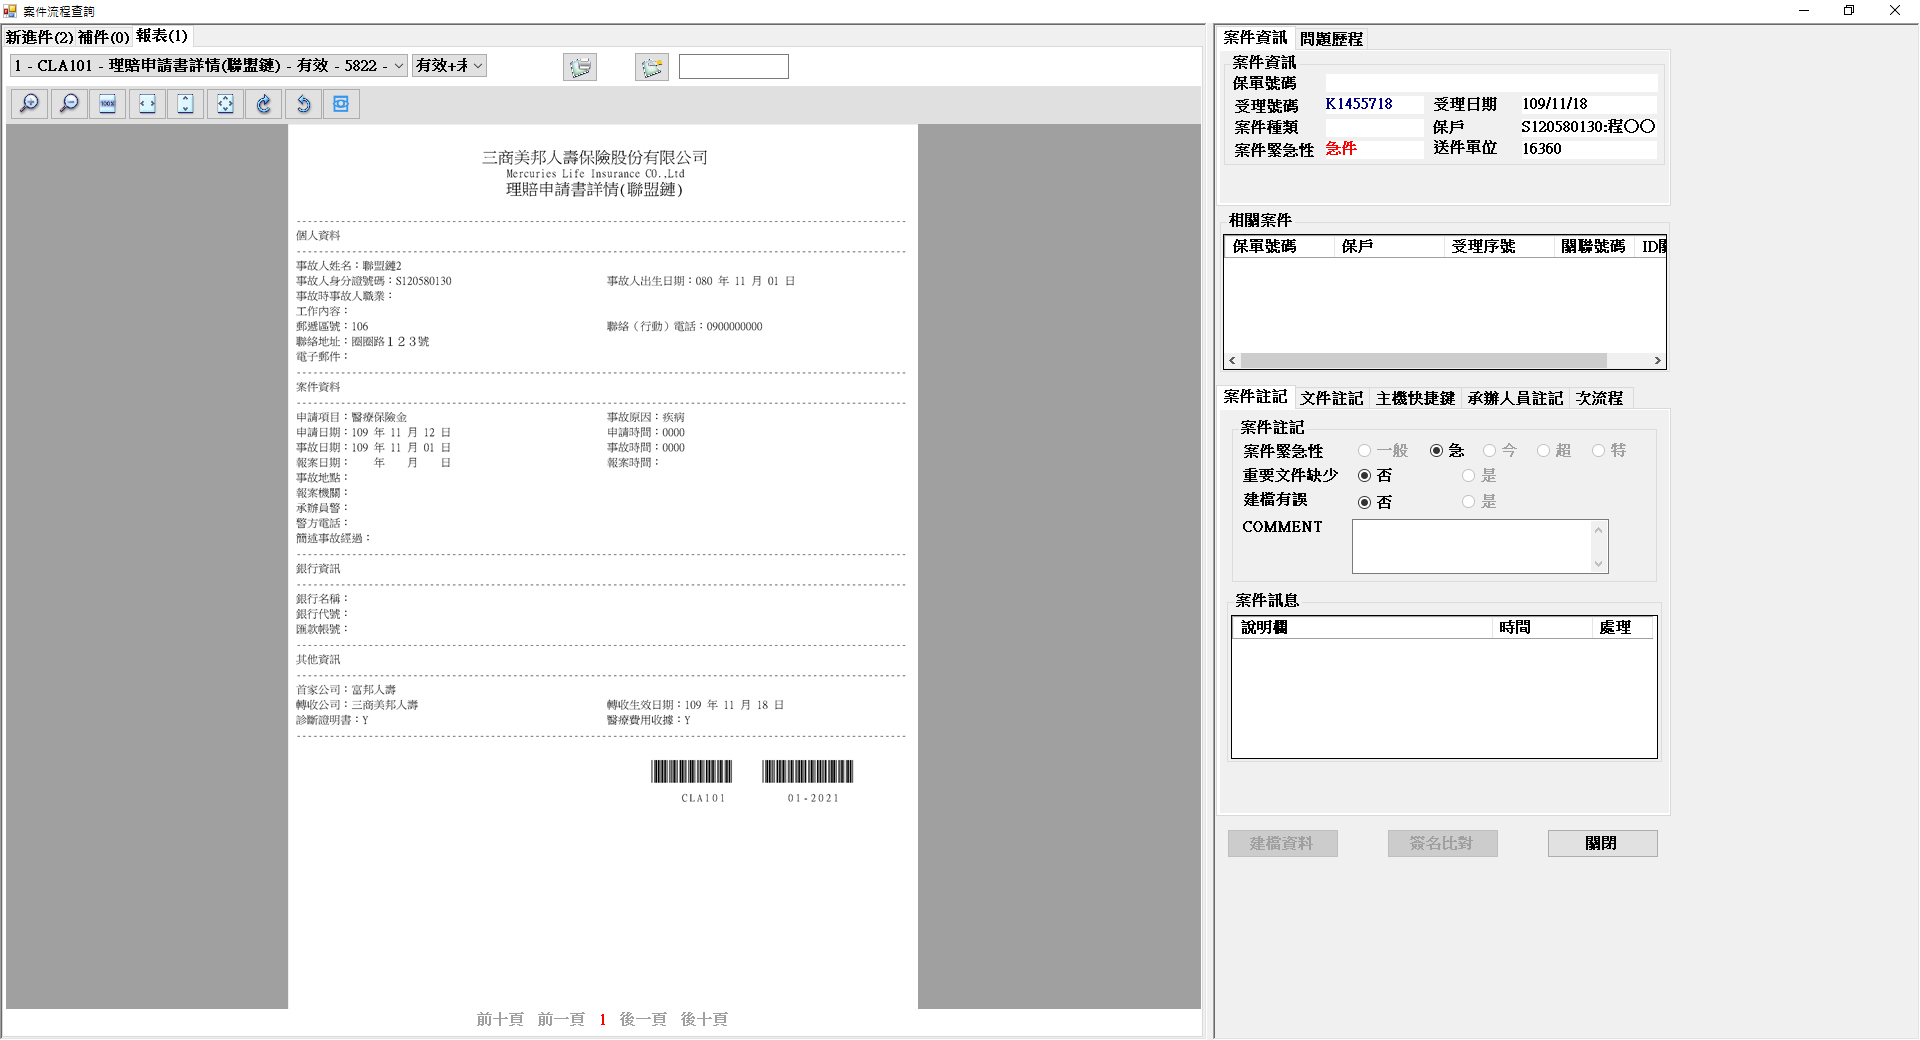 案件流程查詢
新進件(2) 補件(0) 報表(1)
1 - CLA101 - 理賠申請書詳情(聯盟鏈) - 有效 - 5822 -
100%
三商美邦人壽保險股份有限公司
Mercuries Life Insurance CO.,Ltd
理賠申請書詳情(聯盟鏈)
個人資料
事故人姓名：聯盟鏈2
事故人身分證號碼：S120580130 事故人出生日期：080 年 11 月 01 日
事故時事故人職業：
工作內容：
郵遞區號：106 聯絡（行動）電話：0900000000
聯絡地址：圈圈路１２３號
電子郵件：
案件資料
申請項目：醫療保險金 事故原因：疾病
申請日期：109 年 11 月 12 日 申請時間：0000
事故日期：109 年 11 月 01 日 事故時間：0000
報案日期： 年 月 日 報案時間：
事故地點：
報案機關：
承辦員警：
警方電話：
簡述事故經過：
銀行資訊
銀行名稱：
銀行代號：
匯款帳號：
其他資訊
首家公司：富邦人壽
轉收公司：三商美邦人壽 轉收生效日期：109 年 11 月 18 日
診斷證明書：Y 醫療費用收據：Y
CLA101 01-2021
前十頁 前一頁 1 後一頁 後十頁
案件資訊 問題歷程
案件資訊
保單號碼
受理號碼 K1455718 受理日期 109/11/18
案件種類 保戶 S120580130:程〇〇
案件緊急性 急件 送件單位 16360
相關案件
保單號碼 保戶 受理序號 關聯號碼
案件註記 文件註記 主機快捷鍵 承辦人員註記 次流程
案件註記
案件緊急性 一般 急 今 超 特
重要文件缺少 否 是
建檔有誤 否 是
COMMENT
案件訊息
說明欄 時間 處理
建檔資料 簽名比對 關閉